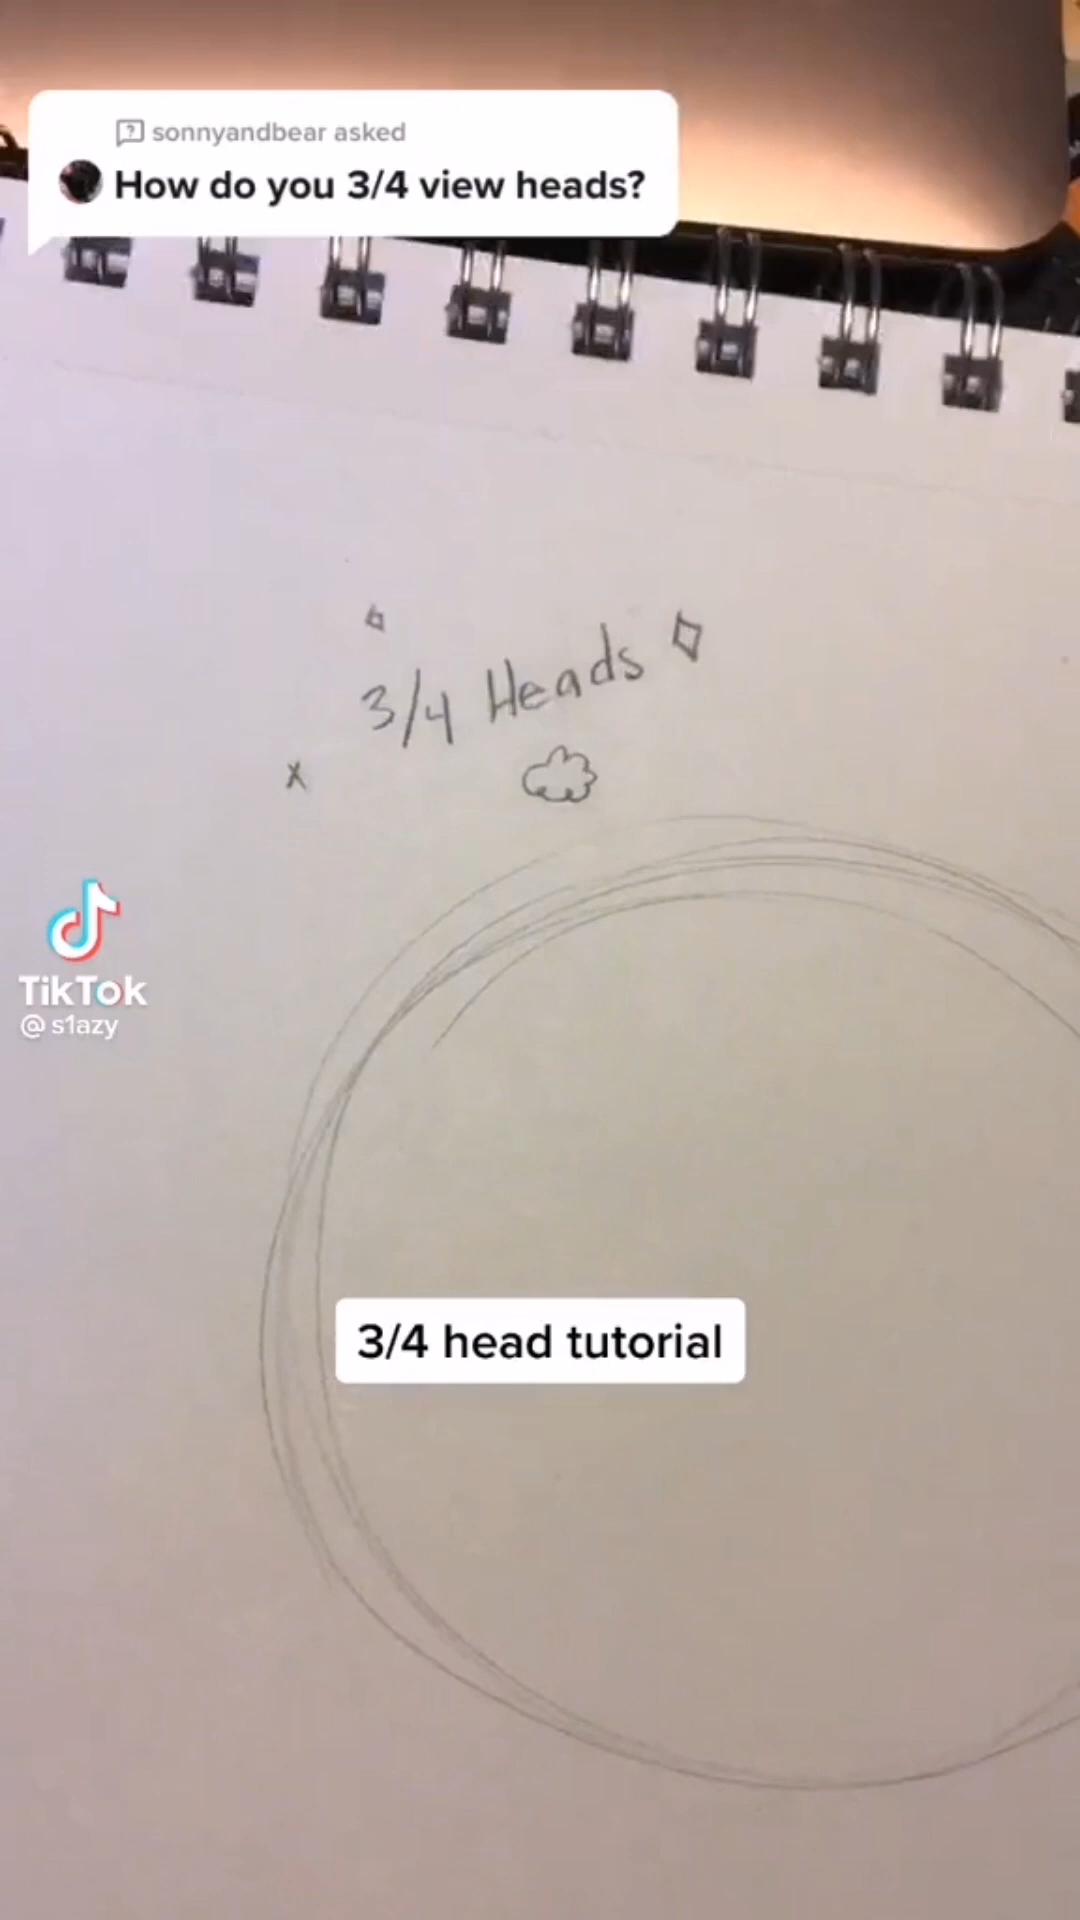 sonnyandbear asked
How do you 3/4 view heads?
3/4 Heads
x
TikTok
@s1azy
3/4 head tutorial